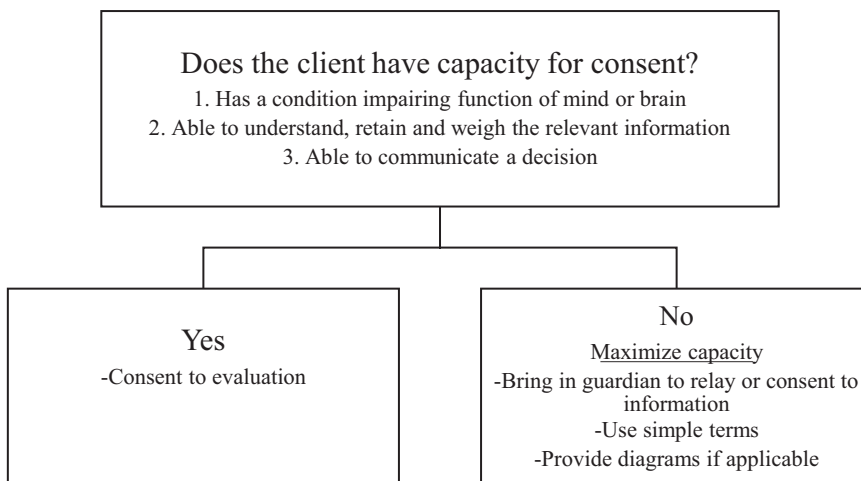 Does the client have capacity for consent?
1. Has a condition impairing function of mind or brain
2. Able to understand, retain and weigh the relevant information
3. Able to communicate a decision
Yes
-Consent to evaluation
No
Maximize capacity
-Bring in guardian to relay or consent to
information
-Use simple terms
-Provide diagrams if applicable